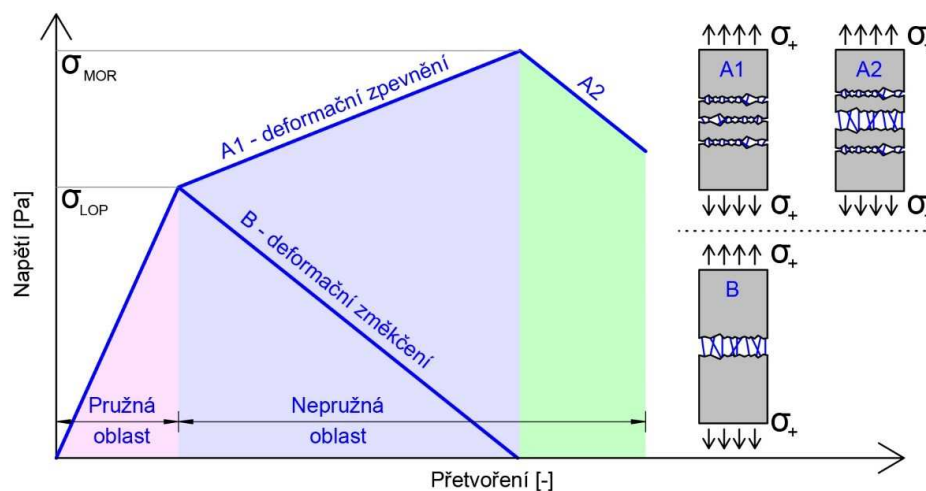 σMOR
σLOP
Napětí [Pa]
A1 - deformační zpevnění
A2
B - deformační změkčení
Pružná
oblast
Nepružná
oblast
Přetvoření [-]
σ+
A1
σ+
σ
A2
σ
σ+
B
σ+